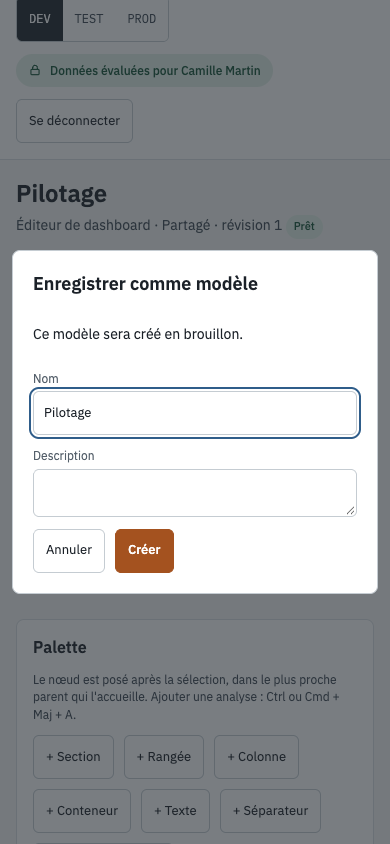 DEV TEST PROD
Données évaluées pour Camille Martin
Se déconnecter
Pilotage
Éditeur de dashboard · Partagé · révision 1 Prêt
Enregistrer comme modèle
Ce modèle sera créé en brouillon.
Nom
Pilotage
Description
Annuler Créer
Palette
Le nœud est posé après la sélection, dans le plus proche
parent qui l'accueille. Ajouter une analyse : Ctrl ou Cmd +
Maj + A.
+ Section + Rangée + Colonne
+ Conteneur + Texte + Séparateur